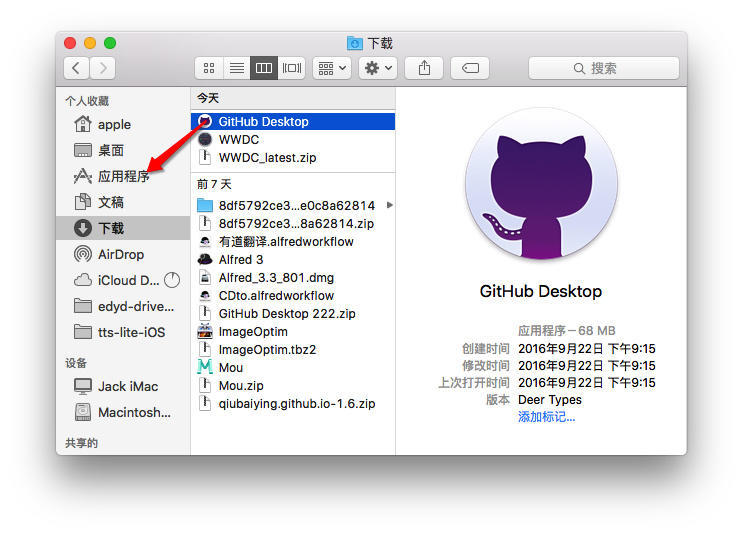 下载
搜索
个人收藏
apple
桌面
应用程序
文稿
下载
AirDrop
iCloud D...
edyd-drive...
tts-lite-iOS
设备
Jack iMac
Macintosh...
共享的
今天
GitHub Desktop
WWDC
WWDC_latest.zip
前 7 天
8df5792ce3...e0c8a62814
8df5792ce3...8a62814.zip
有道翻译.alfredworkflow
Alfred 3
Alfred_3.3_801.dmg
CDto.alfredworkflow
GitHub Desktop 222.zip
ImageOptim
ImageOptim.tbz2
Mou
Mou.zip
qiubaiying.github.io-1.6.zip
GitHub Desktop
应用程序 – 68 MB
创建时间 2016年9月22日 下午9:15
修改时间 2016年9月22日 下午9:15
上次打开时间 2016年9月22日 下午9:15
版本 Deer Types
添加标记...